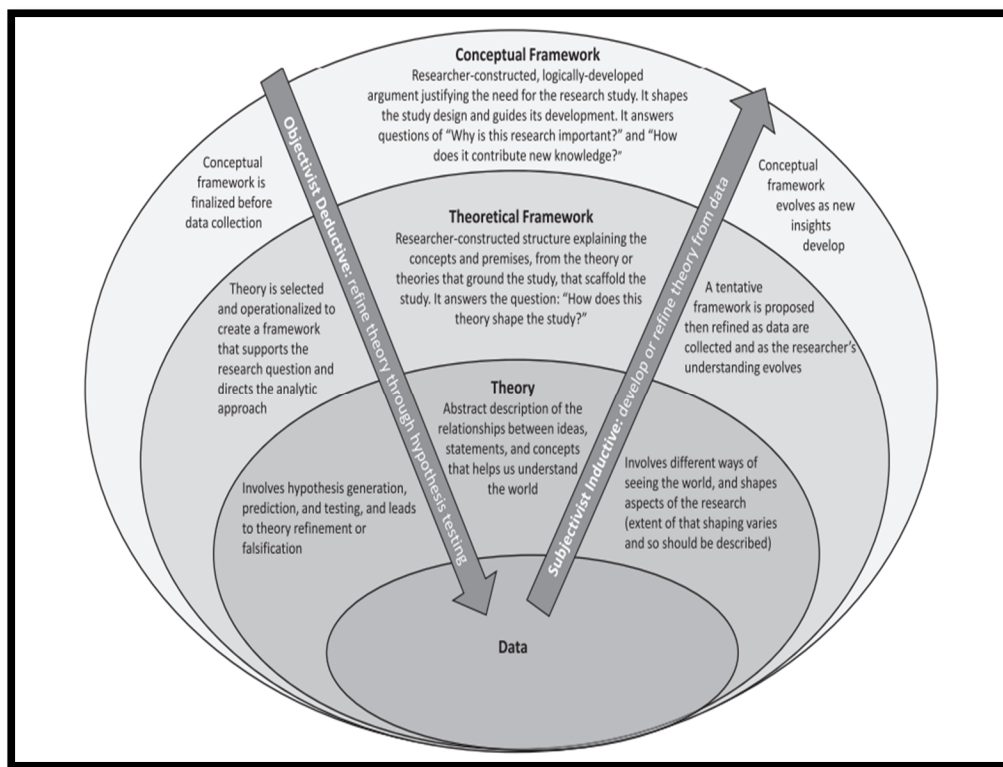 Conceptual Framework
Researcher-constructed, logically-developed
argument justifying the need for the research study. It shapes
the study design and guides its development. It answers
questions of “Why is this research important?” and “How
does it contribute new knowledge?”
Conceptual
framework is
finalized before
data collection
Objectivist Deductive: refine theory through hypothesis testing
Subjectivist Inductive: develop or refine theory from data
Conceptual
framework
evolves as new
insights
develop
Theoretical Framework
Researcher-constructed structure explaining the
concepts and premises, from the theory or
theories that ground the study, that scaffold the
study. It answers the question: “How does this
theory shape the study?”
Theory is selected
and operationalized to
create a framework
that supports the
research question and
directs the analytic
approach
A tentative
framework is proposed
then refined as data are
collected and as the researcher’s
understanding evolves
Theory
Abstract description of the
relationships between ideas,
statements, and concepts
that helps us understand
the world
Involves hypothesis generation,
prediction, and testing, and leads
to theory refinement or
falsification
Involves different ways of
seeing the world, and shapes
aspects of the research
(extent of that shaping varies
and so should be described)
Data